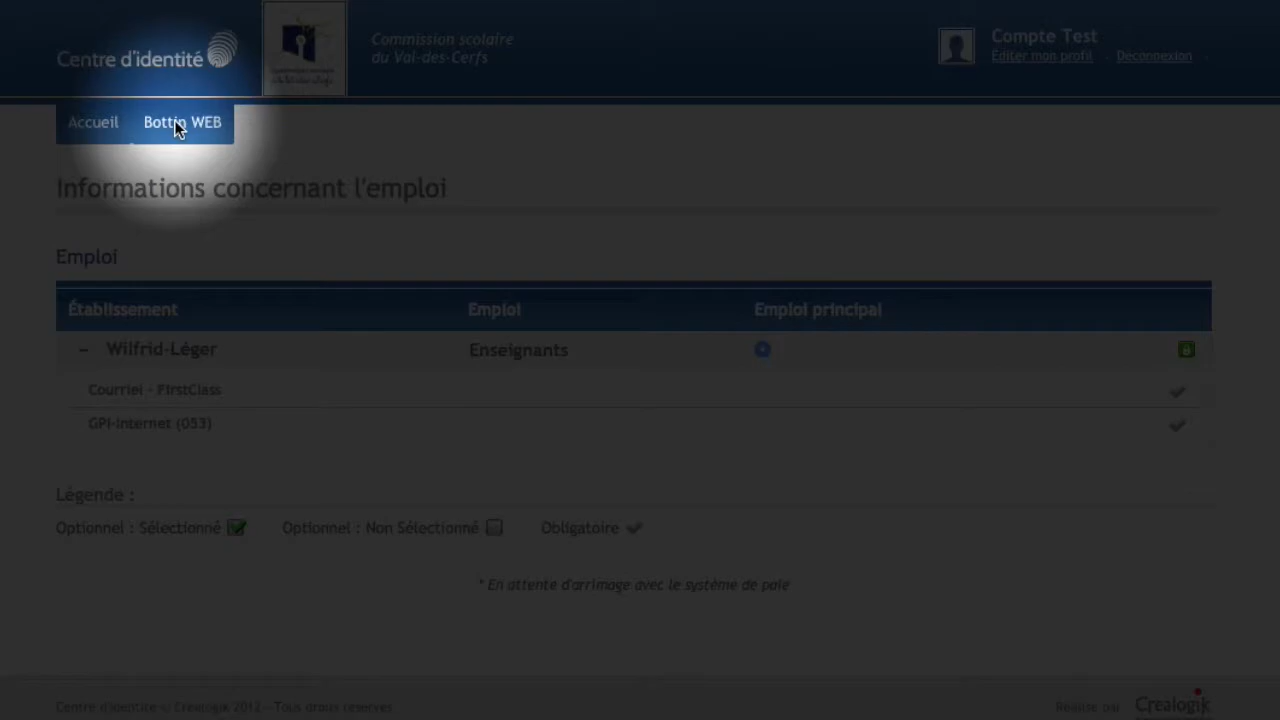 Centre d'identité
Commission scolaire
du Val-des-Cerfs
Compte Test
Éditer mon profil
Déconnexion
Accueil
Bottin WEB
Informations concernant l'emploi
Emploi
Établissement Emploi Emploi principal
– Wilfrid-Léger Enseignants
Courriel - FirstClass
GPI-Internet (053)
Légende :
Optionnel : Sélectionné Optionnel : Non Sélectionné Obligatoire
* En attente d'arrimage avec le système de paie
Centre d'identité © Crealogik 2012 - Tous droits réservés
Réalisé par Crealogik